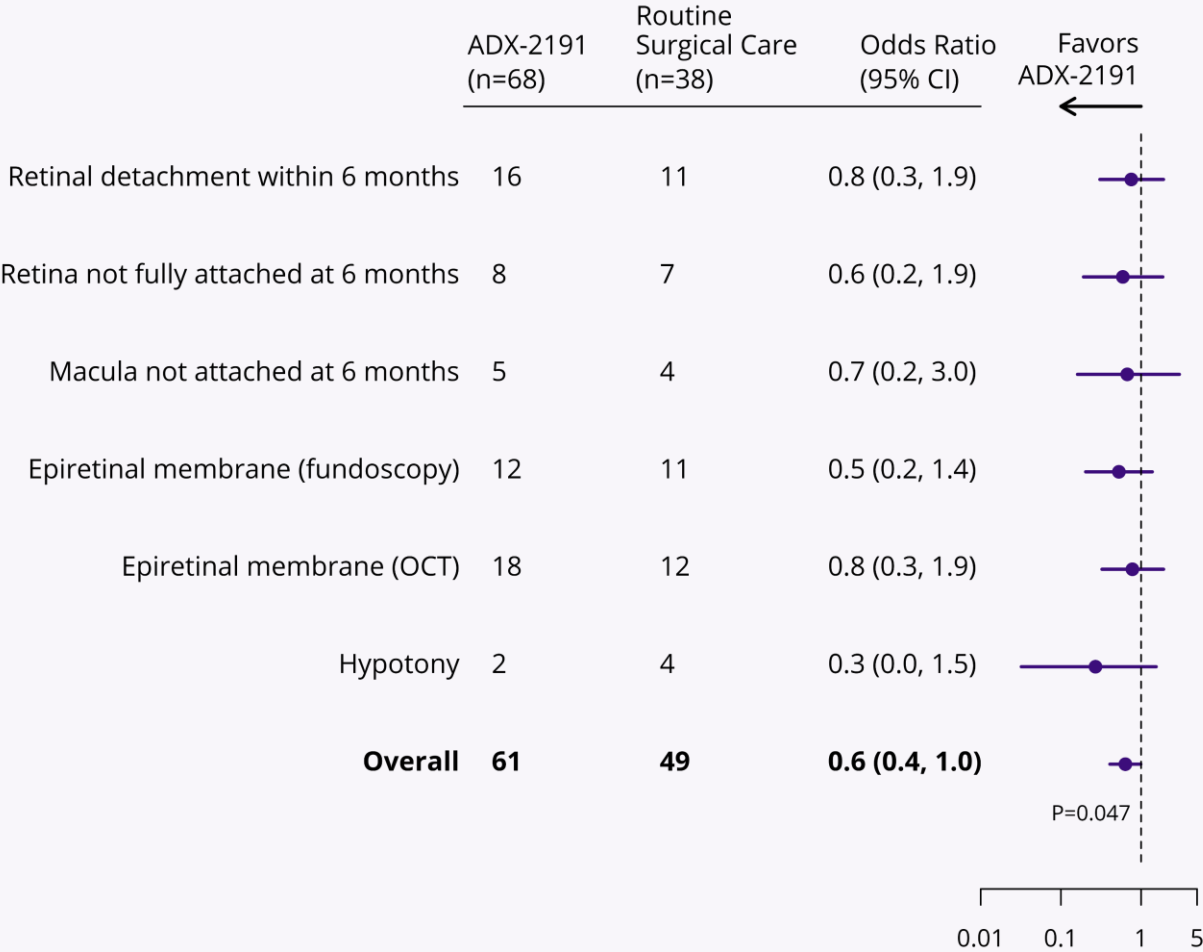 ADX-2191
(n=68)
Routine
Surgical Care
(n=38)
Odds Ratio
(95% CI)
Favors
ADX-2191
Retinal detachment within 6 months 16 11 0.8 (0.3, 1.9)
Retina not fully attached at 6 months 8 7 0.6 (0.2, 1.9)
Macula not attached at 6 months 5 4 0.7 (0.2, 3.0)
Epiretinal membrane (fundoscopy) 12 11 0.5 (0.2, 1.4)
Epiretinal membrane (OCT) 18 12 0.8 (0.3, 1.9)
Hypotony 2 4 0.3 (0.0, 1.5)
Overall 61 49 0.6 (0.4, 1.0)
P=0.047
0.01 0.1 1 5